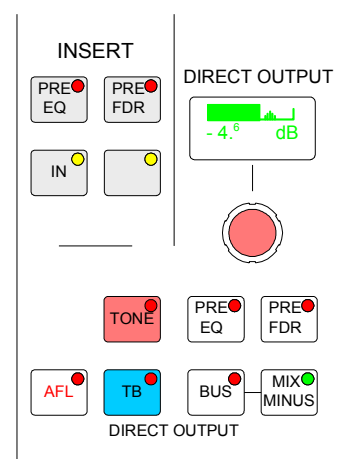 INSERT
PRE
EQ
PRE
FDR
IN
DIRECT OUTPUT
- 4.6 dB
TONE
PRE
EQ
PRE
FDR
AFL
TB
BUS
MIX
MINUS
DIRECT OUTPUT